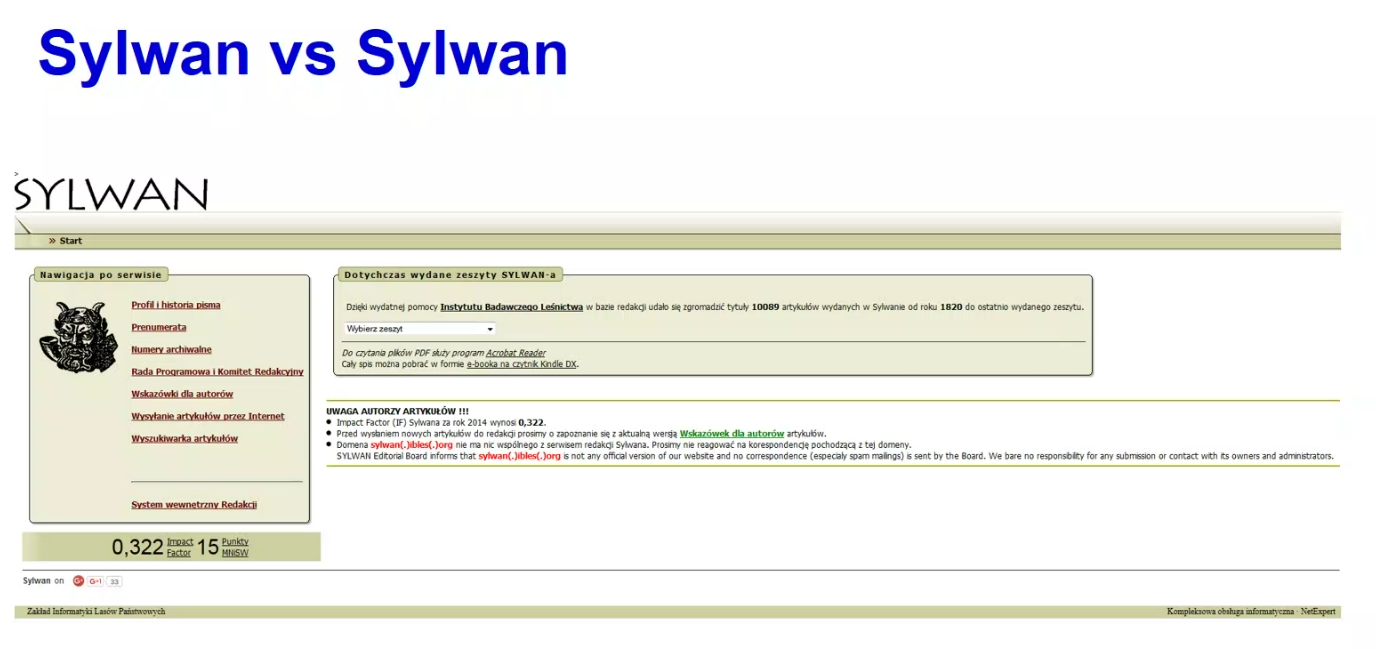 Sylwan vs Sylwan
>
SYLWAN
» Start
Nawigacja po serwisie
Profil i historia pisma
Prenumerata
Numery archiwalne
Rada Programowa i Komitet Redakcyjny
Wskazówki dla autorów
Wysyłanie artykułów przez Internet
Wyszukiwarka artykułów
System wewnetrzny Redakcji
0,322 Impact Factor 15 Punkty MNiSW
Dotychczas wydane zeszyty SYLWAN-a
Dzięki wydatnej pomocy Instytutu Badawczego Leśnictwa w bazie redakcji udało się zgromadzić tytuły 10089 artykułów wydanych w Sylwanie od roku 1820 do ostatnio wydanego zeszytu.
Wybierz zeszyt
Do czytania plików PDF służy program Acrobat Reader
Cały spis można pobrać w formie e-booka na czytnik Kindle DX.
UWAGA AUTORZY ARTYKUŁÓW !!!
• Impact Factor (IF) Sylwana za rok 2014 wynosi 0,322.
• Przed wysłaniem nowych artykułów do redakcji prosimy o zapoznanie się z aktualną wersją Wskazówek dla autorów artykułów.
• Domena sylwan(.)ibles(.)org nie ma nic wspólnego z serwisem redakcji Sylwana. Prosimy nie reagować na korespondencję pochodzącą z tej domeny.
SYLWAN Editorial Board informs that sylwan(.)ibles(.)org is not any official version of our website and no correspondence (especialy spam mailings) is sent by the Board. We bare no responsibility for any submission or contact with its owners and administrators.
Sylwan on G+ G+1 33
Zakład Informatyki Lasów Państwowych
Kompleksowa obsługa informatyczna - NetExpert